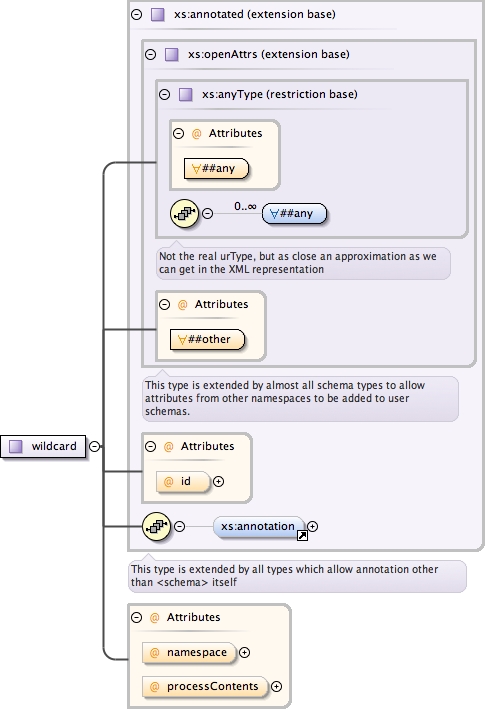 xs:annotated (extension base)
xs:openAttrs (extension base)
xs:anyType (restriction base)
@ Attributes
∀##any
0..∞
∀##any
Not the real urType, but as close an approximation as we
can get in the XML representation
@ Attributes
∀##other
This type is extended by almost all schema types to allow
attributes from other namespaces to be added to user
schemas.
wildcard
@ Attributes
@ id
xs:annotation
This type is extended by all types which allow annotation other
than <schema> itself
@ Attributes
@ namespace
@ processContents